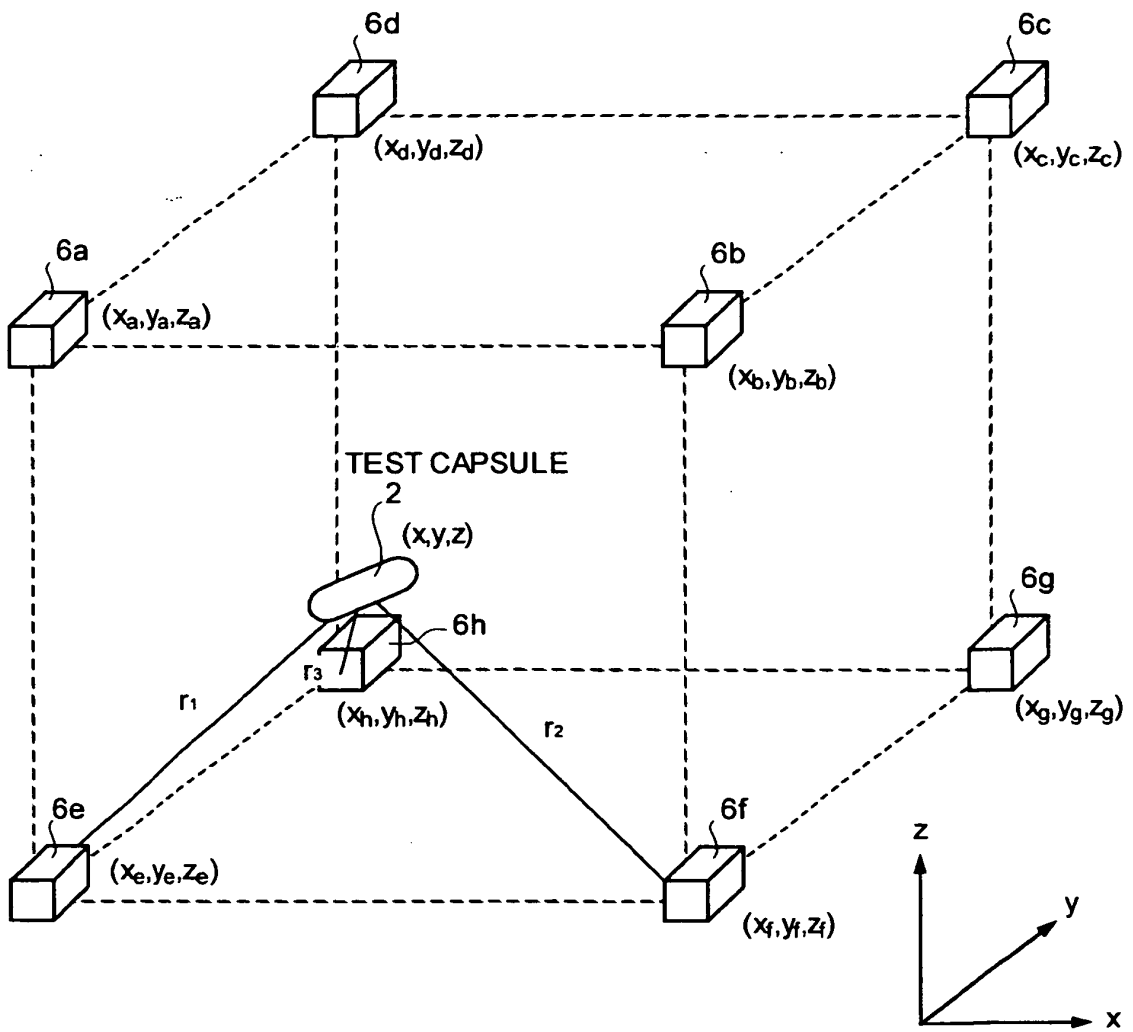 6d
6c
(xd,yd,zd)
(xc,yc,zc)
6a
6b
(xa,ya,za)
(xb,yb,zb)
TEST CAPSULE
2
(x,y,z)
6g
6h
r3
r1
(xh,yh,zh)
r2
(xg,yg,zg)
6e
6f
(xe,ye,ze)
(xf,yf,zf)
z
y
x